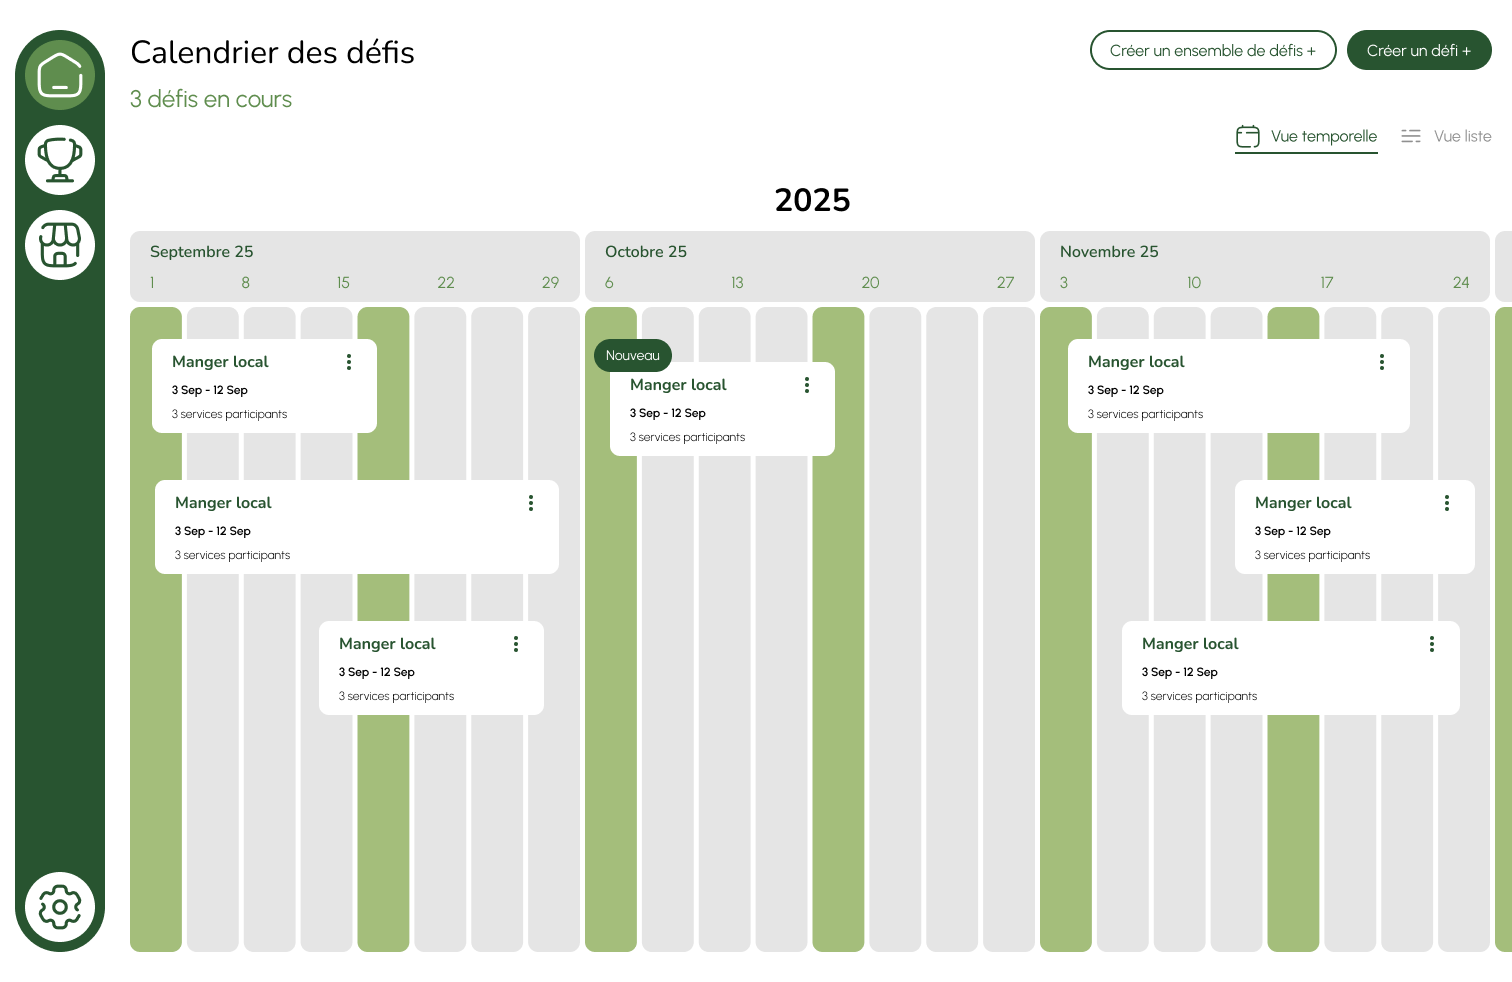 Calendrier des défis
Créer un ensemble de défis +
Créer un défi +
3 défis en cours
Vue temporelle
Vue liste
2025
Septembre 25
1 8 15 22 29
Octobre 25
6 13 20 27
Novembre 25
3 10 17 24
Manger local
3 Sep - 12 Sep
3 services participants
Manger local
3 Sep - 12 Sep
3 services participants
Manger local
3 Sep - 12 Sep
3 services participants
Nouveau
Manger local
3 Sep - 12 Sep
3 services participants
Manger local
3 Sep - 12 Sep
3 services participants
Manger local
3 Sep - 12 Sep
3 services participants
Manger local
3 Sep - 12 Sep
3 services participants